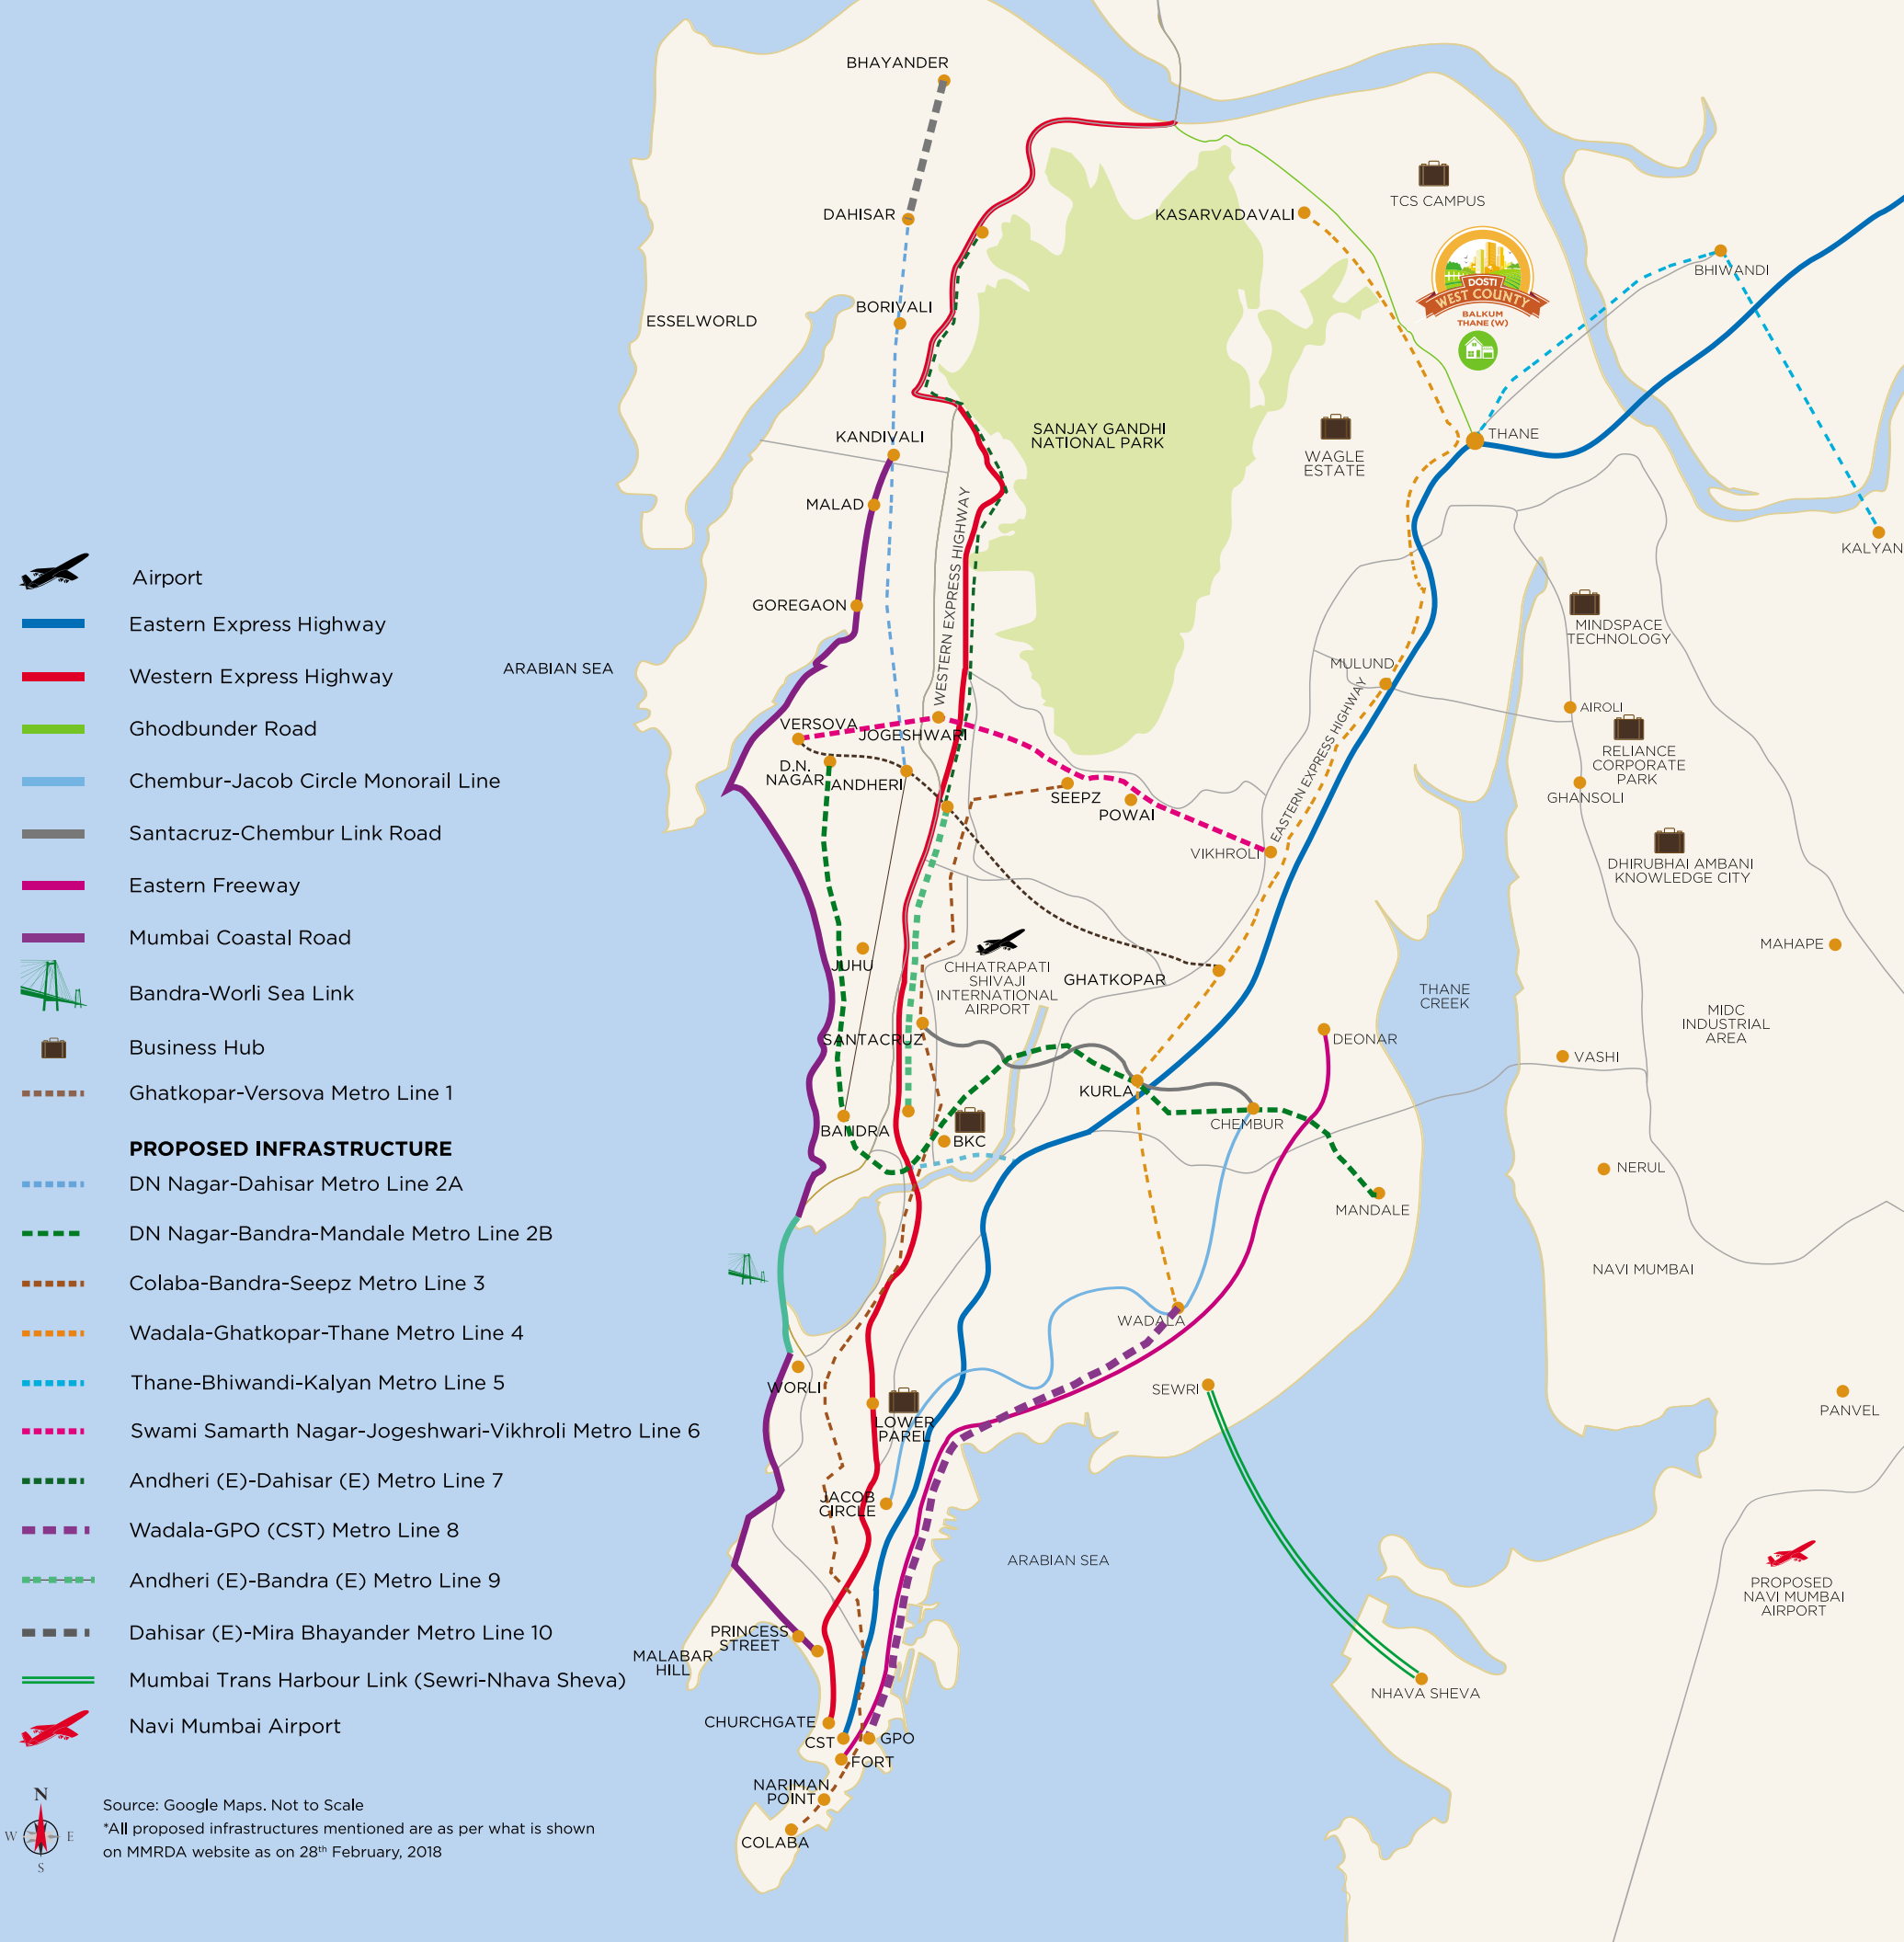 BHAYANDER
DAHISAR
KASARVADAVALI
TCS CAMPUS
DOSTI
WEST COUNTY
BALKUM
THANE (W)
BHIWANDI
BORIVALI
ESSELWORLD
KANDIVALI
SANJAY GANDHI
NATIONAL PARK
WAGLE
ESTATE
THANE
MALAD
KALYAN
WESTERN EXPRESS HIGHWAY
GOREGAON
ARABIAN SEA
MINDSPACE
TECHNOLOGY
MULUND
EASTERN EXPRESS HIGHWAY
AIROLI
RELIANCE
CORPORATE
PARK
VERSOVA
JOGESHWARI
D.N.
NAGAR
ANDHERI
SEEPZ
POWAI
GHANSOLI
VIKHROLI
DHIRUBHAI AMBANI
KNOWLEDGE CITY
JUHU
CHHATRAPATI
SHIVAJI
INTERNATIONAL
AIRPORT
GHATKOPAR
MAHAPE
THANE
CREEK
MIDC
INDUSTRIAL
AREA
SANTACRUZ
DEONAR
VASHI
KURLA
CHEMBUR
BANDRA
BKC
NERUL
MANDALE
NAVI MUMBAI
WADALA
WORLI
SEWRI
PANVEL
LOWER
PAREL
JACOB
CIRCLE
ARABIAN SEA
PROPOSED
NAVI MUMBAI
AIRPORT
PRINCESS
STREET
MALABAR
HILL
NHAVA SHEVA
CHURCHGATE
CST
GPO
FORT
NARIMAN
POINT
COLABA
Airport
Eastern Express Highway
Western Express Highway
Ghodbunder Road
Chembur-Jacob Circle Monorail Line
Santacruz-Chembur Link Road
Eastern Freeway
Mumbai Coastal Road
Bandra-Worli Sea Link
Business Hub
Ghatkopar-Versova Metro Line 1
PROPOSED INFRASTRUCTURE
DN Nagar-Dahisar Metro Line 2A
DN Nagar-Bandra-Mandale Metro Line 2B
Colaba-Bandra-Seepz Metro Line 3
Wadala-Ghatkopar-Thane Metro Line 4
Thane-Bhiwandi-Kalyan Metro Line 5
Swami Samarth Nagar-Jogeshwari-Vikhroli Metro Line 6
Andheri (E)-Dahisar (E) Metro Line 7
Wadala-GPO (CST) Metro Line 8
Andheri (E)-Bandra (E) Metro Line 9
Dahisar (E)-Mira Bhayander Metro Line 10
Mumbai Trans Harbour Link (Sewri-Nhava Sheva)
Navi Mumbai Airport
N
W E
S
Source: Google Maps. Not to Scale
*All proposed infrastructures mentioned are as per what is shown
on MMRDA website as on 28th February, 2018